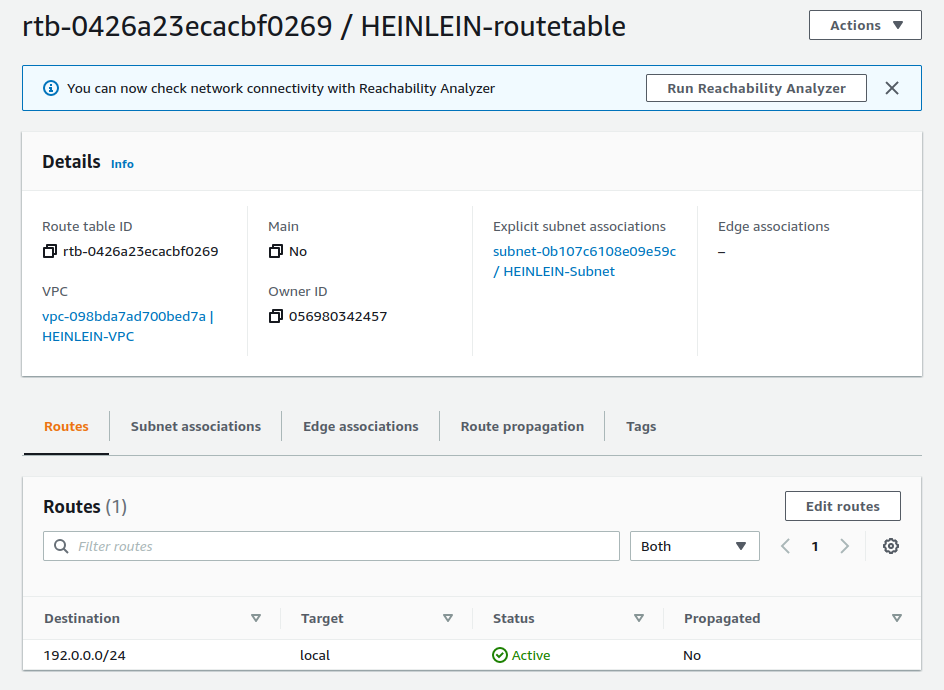 rtb-0426a23ecacbf0269 / HEINLEIN-routetable
Actions
You can now check network connectivity with Reachability Analyzer
Run Reachability Analyzer
Details Info
Route table ID
rtb-0426a23ecacbf0269
Main
No
Explicit subnet associations
subnet-0b107c6108e09e59c
/ HEINLEIN-Subnet
Edge associations
–
VPC
vpc-098bda7ad700bed7a |
HEINLEIN-VPC
Owner ID
056980342457
Routes
Subnet associations
Edge associations
Route propagation
Tags
Routes (1)
Edit routes
Filter routes
Both
1
Destination Target Status Propagated
192.0.0.0/24 local Active No